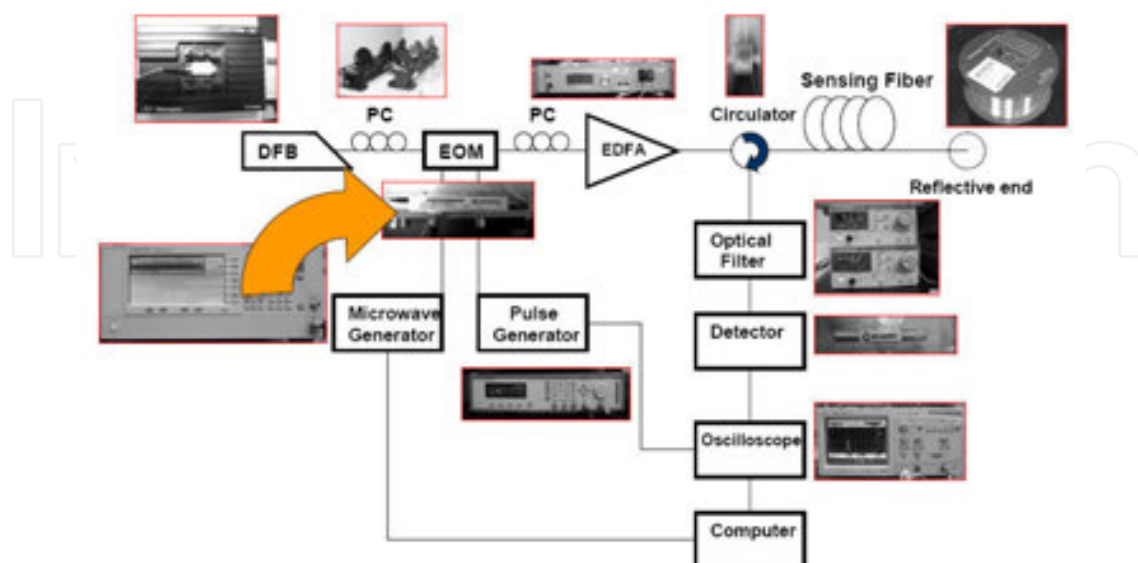 PC
PC
Sensing Fiber
Circulator
DFB
EOM
EDFA
Reflective end
Optical
Filter
Microwave
Generator
Pulse
Generator
Detector
Oscilloscope
Computer